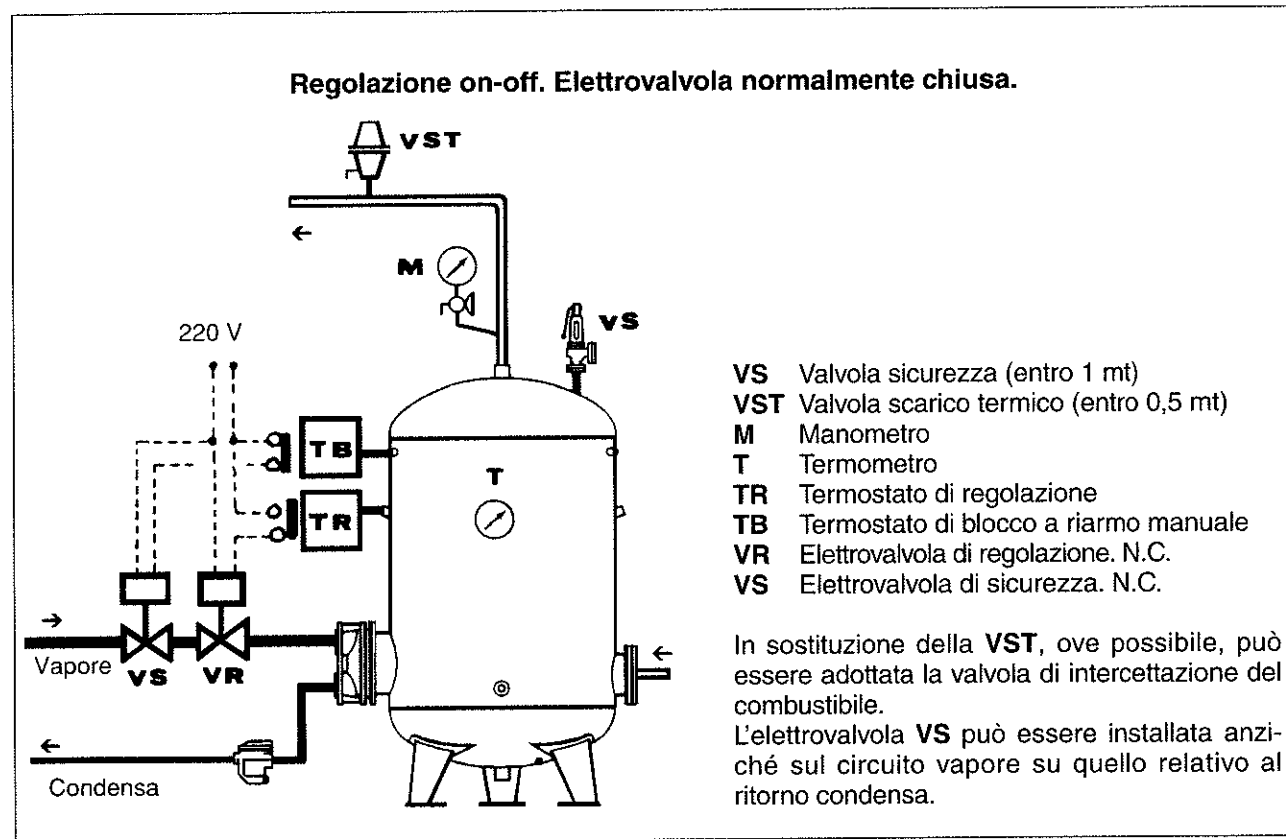 Regolazione on-off. Elettrovalvola normalmente chiusa.
VST
M
VS
220 V
TB
T
TR
Vapore
VS
VR
Condensa
VS Valvola sicurezza (entro 1 mt)
VST Valvola scarico termico (entro 0,5 mt)
M Manometro
T Termometro
TR Termostato di regolazione
TB Termostato di blocco a riarmo manuale
VR Elettrovalvola di regolazione. N.C.
VS Elettrovalvola di sicurezza. N.C.
In sostituzione della VST, ove possibile, può
essere adottata la valvola di intercettazione del
combustibile.
L'elettrovalvola VS può essere installata anzi-
ché sul circuito vapore su quello relativo al
ritorno condensa.